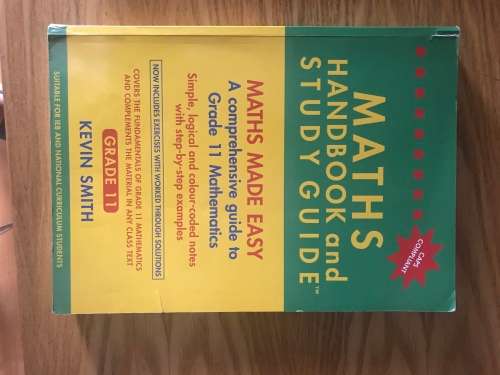 CAPS
COMPLIANT
MATHS
HANDBOOK and
STUDY GUIDE™
MATHS MADE EASY
A comprehensive guide to
Grade 11 Mathematics
Simple, logical and colour-coded notes
with step-by-step examples
NOW INCLUDES EXERCISES WITH WORKED THROUGH SOLUTIONS
COVERS THE FUNDAMENTALS OF GRADE 11 MATHEMATICS
AND COMPLEMENTS THE MATERIAL IN ANY CLASS TEXT
GRADE 11
KEVIN SMITH
SUITABLE FOR IEB AND NATIONAL CURRICULUM STUDENTS